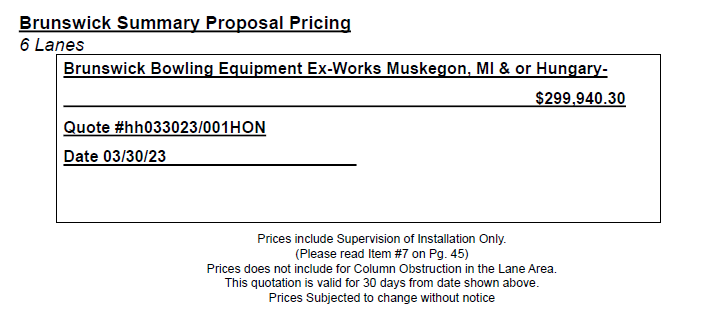 Brunswick Summary Proposal Pricing
6 Lanes
Brunswick Bowling Equipment Ex-Works Muskegon, MI & or Hungary-
$299,940.30
Quote #hh033023/001HON
Date 03/30/23
Prices include Supervision of Installation Only.
(Please read Item #7 on Pg. 45)
Prices does not include for Column Obstruction in the Lane Area.
This quotation is valid for 30 days from date shown above.
Prices Subjected to change without notice